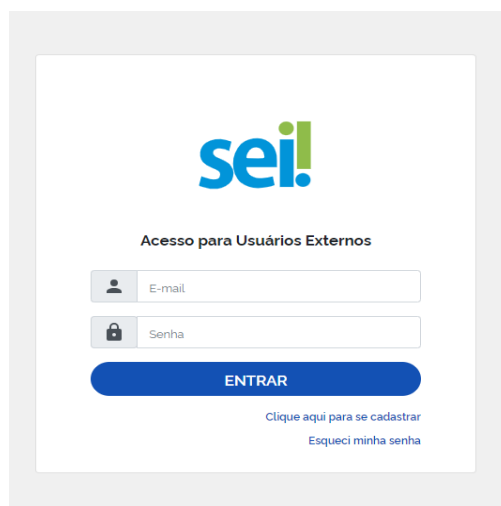 sei!
Acesso para Usuários Externos
E-mail
Senha
ENTRAR
Clique aqui para se cadastrar
Esqueci minha senha